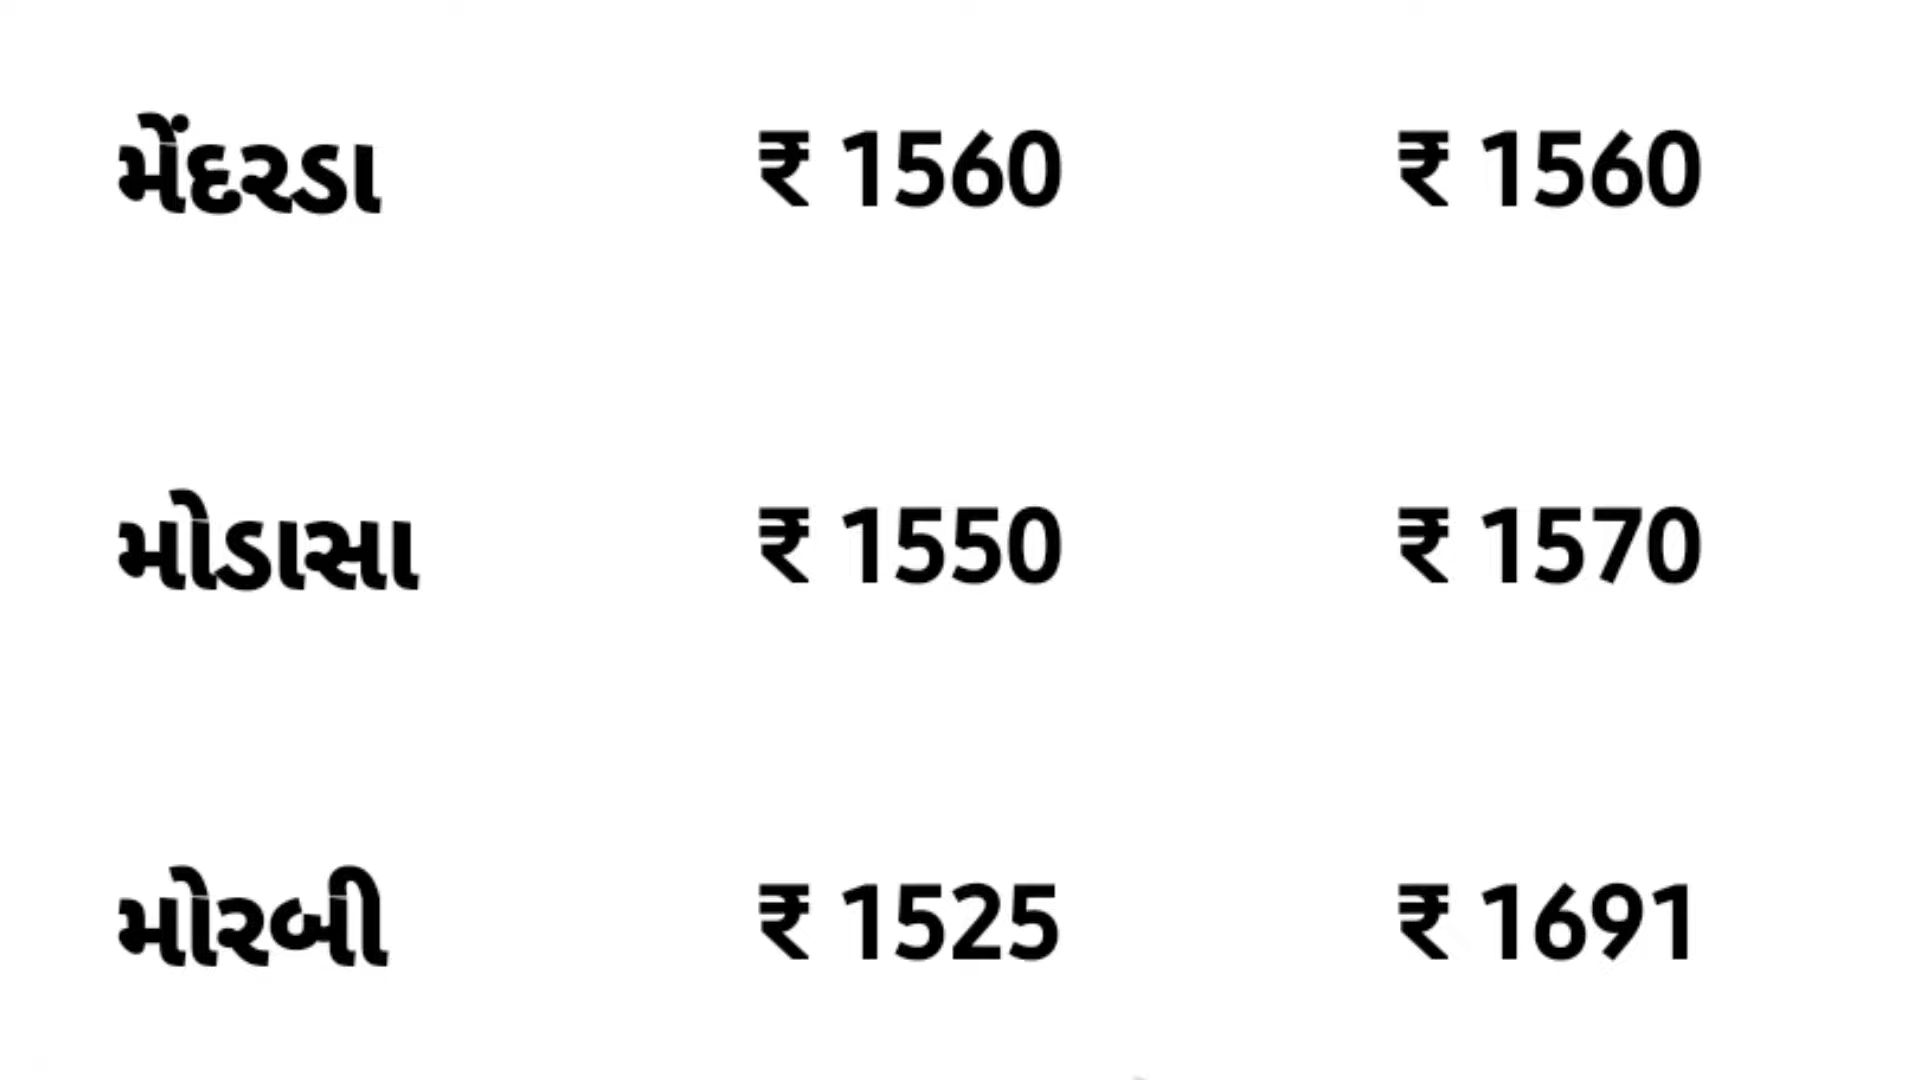 મેંદરડા ₹ 1560 ₹ 1560
મોડાસા ₹ 1550 ₹ 1570
મોરબી ₹ 1525 ₹ 1691